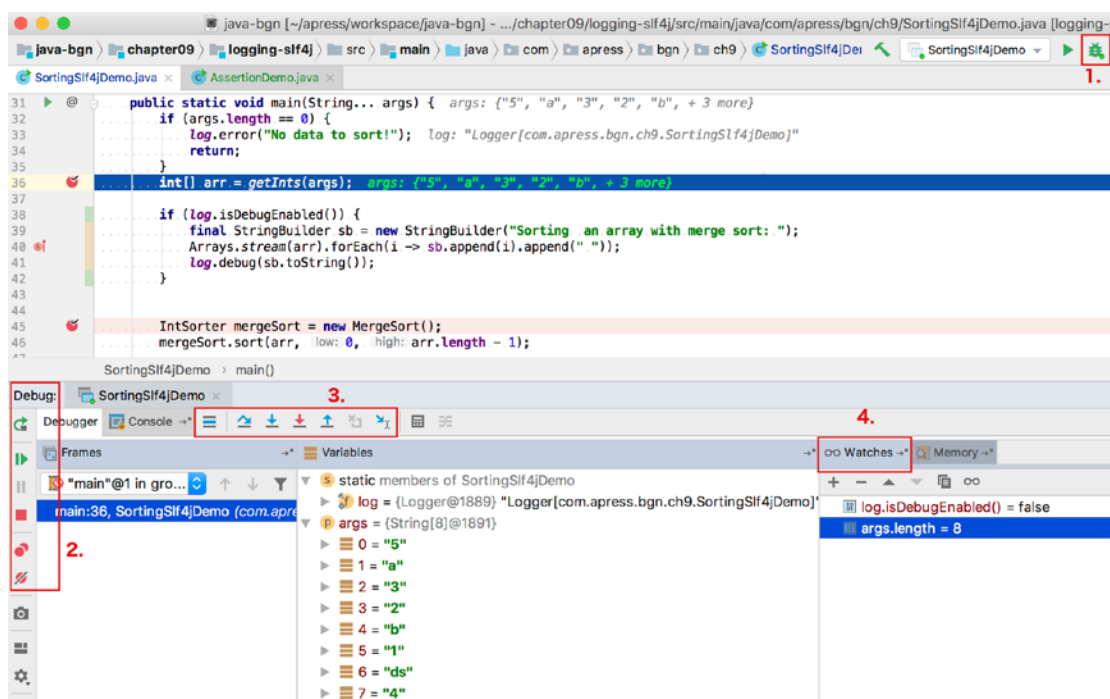 java-bgn [~/apress/workspace/java-bgn] - .../chapter09/logging-slf4j/src/main/java/com/apress/bgn/ch9/SortingSlf4jDemo.java [logging-
java-bgn chapter09 logging-slf4j src main java com apress bgn ch9 SortingSlf4jDe SortingSlf4jDemo
1.
SortingSlf4jDemo.java AssertionDemo.java
31 @ public static void main(String... args) { args: {"5", "a", "3", "2", "b", + 3 more}
32 if (args.length == 0) {
33 log.error("No data to sort!"); log: "Logger[com.apress.bgn.ch9.SortingSlf4jDemo]"
34 return;
35 }
36 int[] arr = getInts(args); args: {"5", "a", "3", "2", "b", + 3 more}
37
38 if (log.isDebugEnabled()) {
39 final StringBuilder sb = new StringBuilder("Sorting  an array with merge sort: ");
40 Arrays.stream(arr).forEach(i -> sb.append(i).append(" "));
41 log.debug(sb.toString());
42 }
43
44
45 IntSorter mergeSort = new MergeSort();
46 mergeSort.sort(arr, low: 0, high: arr.length - 1);
SortingSlf4jDemo › main()
Debug: SortingSlf4jDemo
3.
4.
Debugger Console
Frames Variables Watches Memory
"main"@1 in gro...
main:36, SortingSlf4jDemo (com.apre
2.
static members of SortingSlf4jDemo
log = {Logger@1889} "Logger[com.apress.bgn.ch9.SortingSlf4jDemo]"
args = {String[8]@1891}
0 = "5"
1 = "a"
2 = "3"
3 = "2"
4 = "b"
5 = "1"
6 = "ds"
7 = "4"
log.isDebugEnabled() = false
args.length = 8